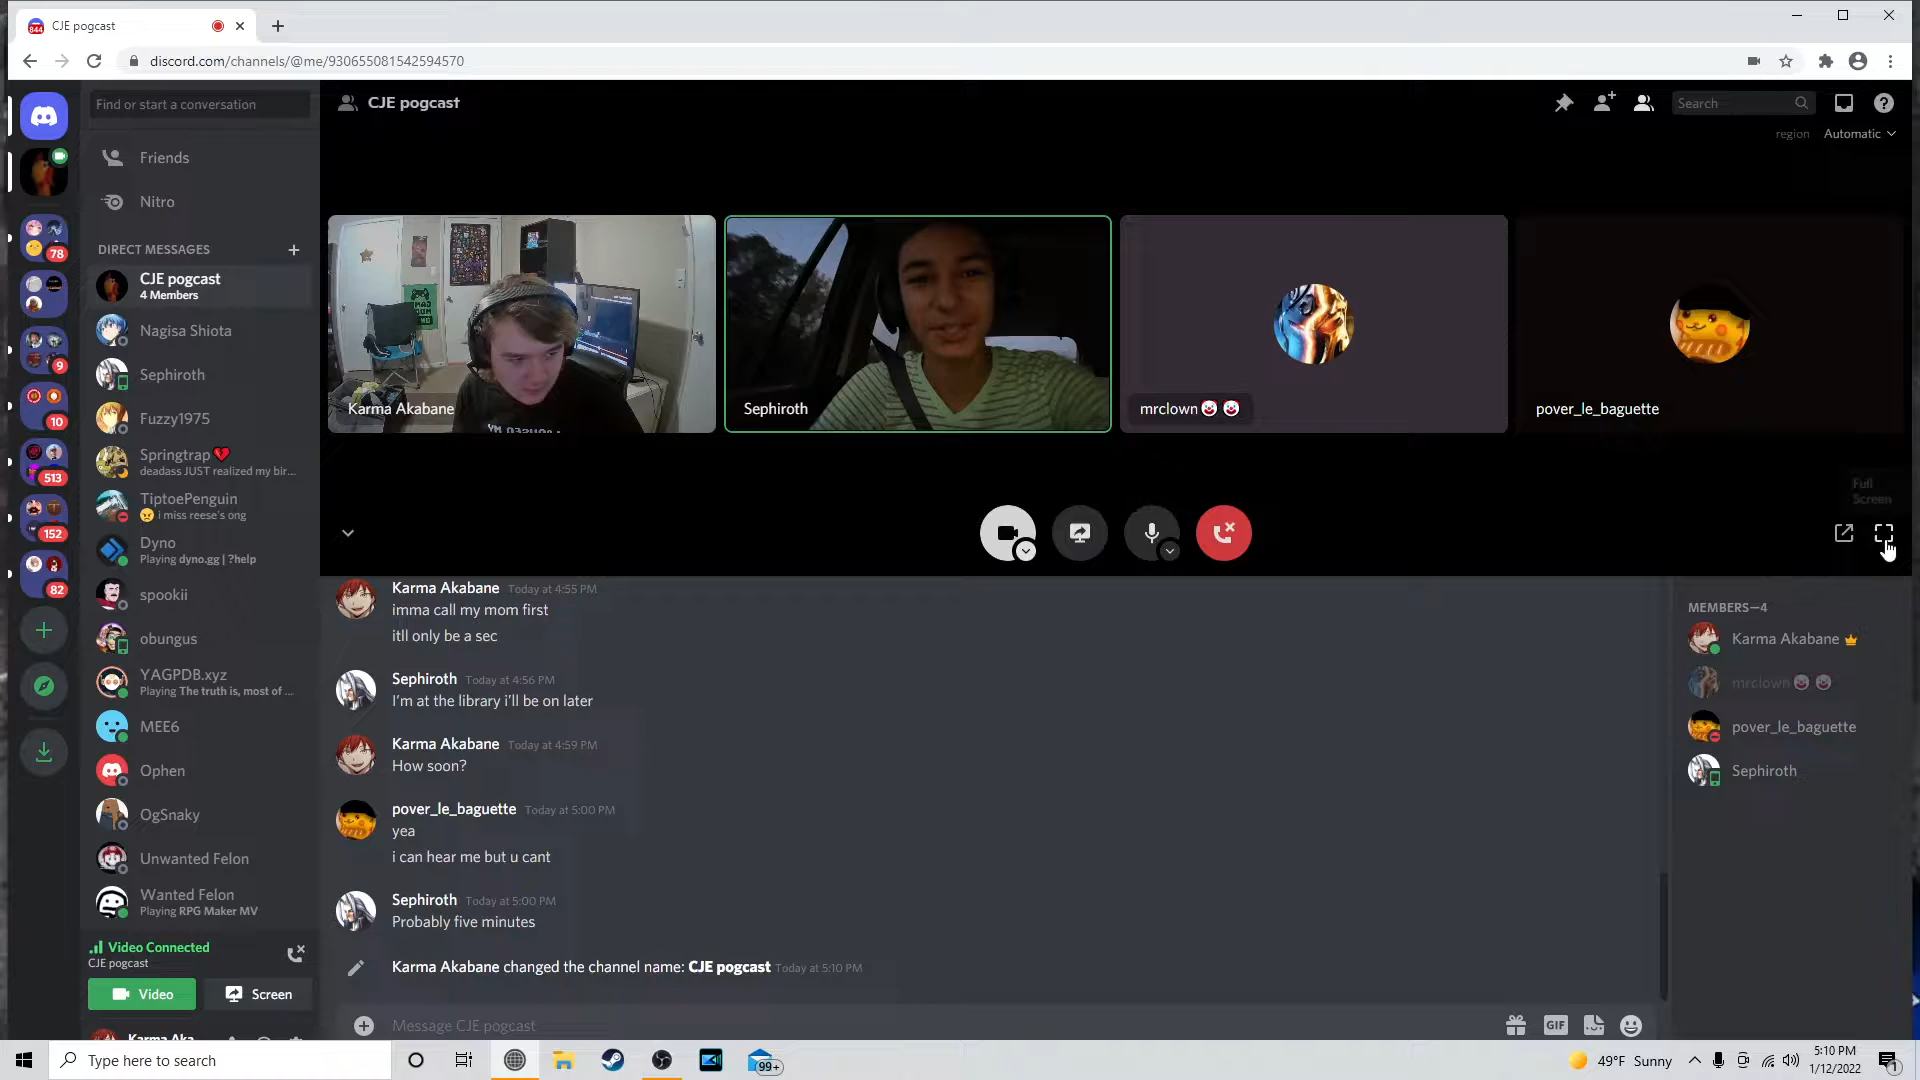 CJE pogcast
discord.com/channels/@me/930655081542594570
Find or start a conversation
CJE pogcast
Search
region Automatic
Friends
Nitro
DIRECT MESSAGES
CJE pogcast
4 Members
Nagisa Shiota
Sephiroth
Fuzzy1975
Springtrap💔
deadass JUST realized my bir...
TiptoePenguin
😠 i miss reese's ong
Dyno
Playing dyno.gg | ?help
spookii
obungus
YAGPDB.xyz
Playing The truth is, most of ...
MEE6
Ophen
OgSnaky
Unwanted Felon
Wanted Felon
Playing RPG Maker MV
844
78
9
10
513
152
82
Karma Akabane
Sephiroth
mrclown🤡 🤡
pover_le_baguette
Full
Screen
Karma Akabane Today at 4:55 PM
imma call my mom first
itll only be a sec
Sephiroth Today at 4:56 PM
I'm at the library i'll be on later
Karma Akabane Today at 4:59 PM
How soon?
pover_le_baguette Today at 5:00 PM
yea
i can hear me but u cant
Sephiroth Today at 5:00 PM
Probably five minutes
Karma Akabane changed the channel name: CJE pogcast Today at 5:10 PM
Message CJE pogcast
GIF
MEMBERS—4
Karma Akabane
mrclown🤡 🤡
pover_le_baguette
Sephiroth
Video Connected
CJE pogcast
Video
Screen
Karma Aka...
Type here to search
99+
49°F Sunny
5:10 PM
1/12/2022
1